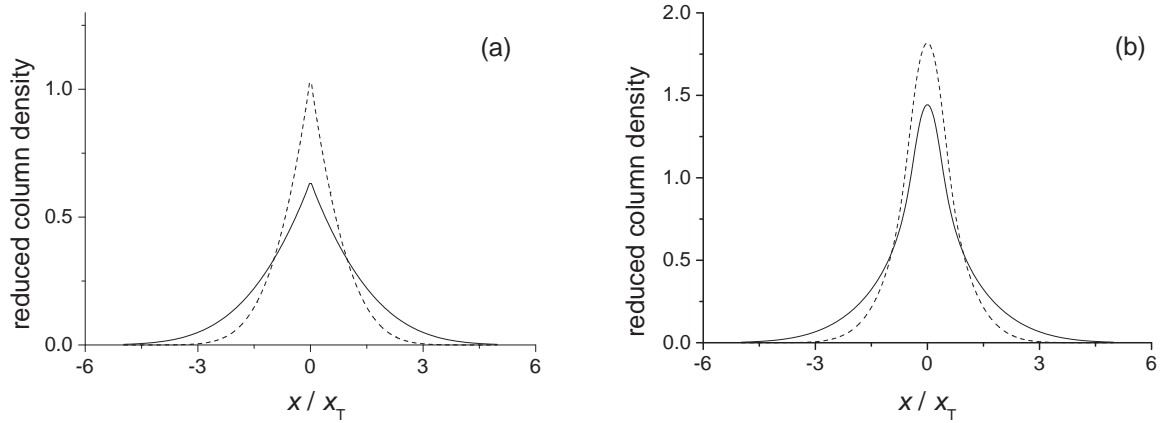 (a)
reduced column density
1.0
0.5
0.0
-6 -3 0 3 6
x / x_T
(b)
reduced column density
2.0
1.5
1.0
0.5
0.0
-6 -3 0 3 6
x / x_T